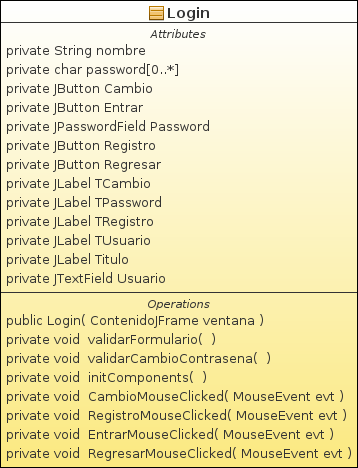 Login
Attributes
private String nombre
private char password[0..*]
private JButton Cambio
private JButton Entrar
private JPasswordField Password
private JButton Registro
private JButton Regresar
private JLabel TCambio
private JLabel TPassword
private JLabel TRegistro
private JLabel TUsuario
private JLabel Titulo
private JTextField Usuario
Operations
public Login( ContenidoJFrame ventana )
private void validarFormulario( )
private void validarCambioContrasena( )
private void initComponents( )
private void CambioMouseClicked( MouseEvent evt )
private void RegistroMouseClicked( MouseEvent evt )
private void EntrarMouseClicked( MouseEvent evt )
private void RegresarMouseClicked( MouseEvent evt )